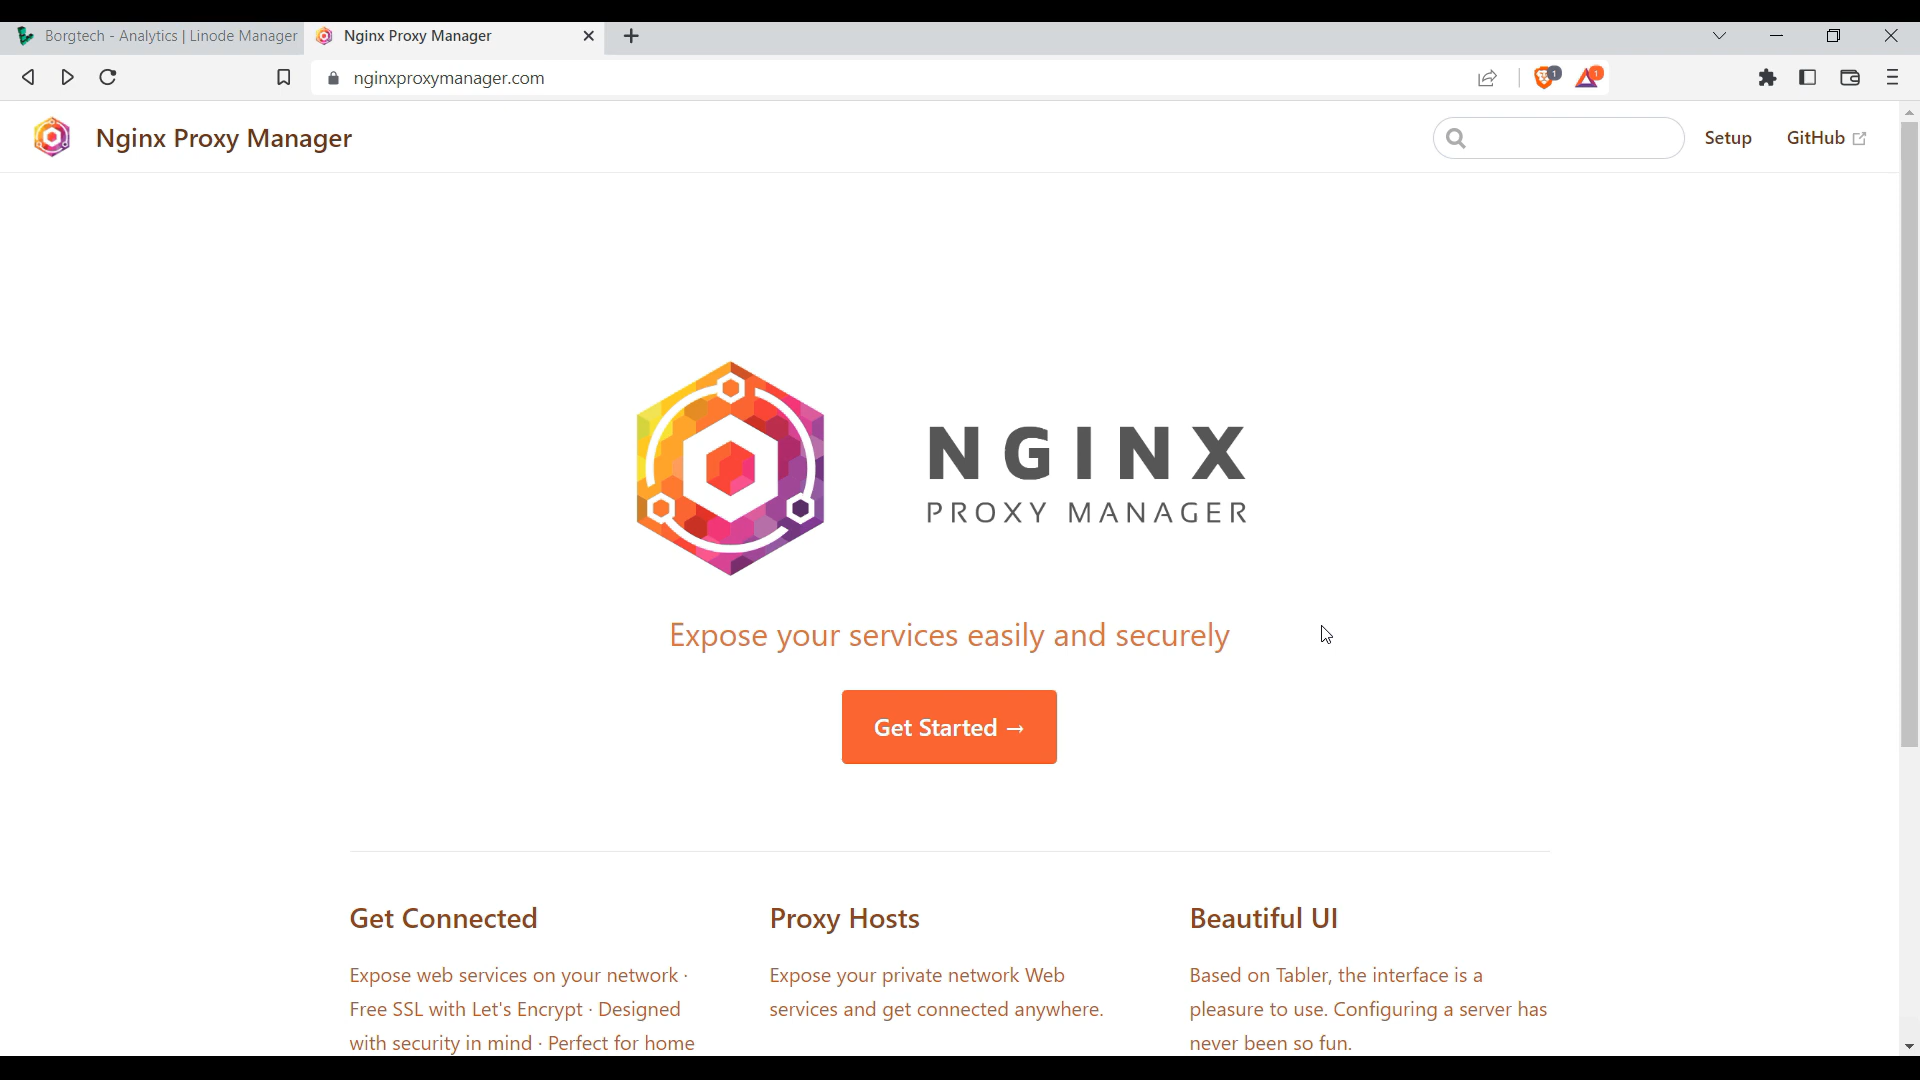 Borgtech - Analytics | Linode Manager
Nginx Proxy Manager
nginxproxymanager.com
1
1
Nginx Proxy Manager
Setup
GitHub
NGINX
PROXY MANAGER
Expose your services easily and securely
Get Started →
Get Connected
Expose web services on your network ·
Free SSL with Let's Encrypt · Designed
with security in mind · Perfect for home
Proxy Hosts
Expose your private network Web
services and get connected anywhere.
Beautiful UI
Based on Tabler, the interface is a
pleasure to use. Configuring a server has
never been so fun.